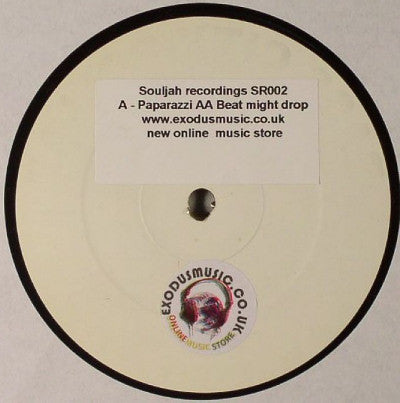 Souljah recordings SR002
A - Paparazzi AA Beat might drop
www.exodusmusic.co.uk
new online music store
EXODUSMUSIC.CO.UK
ONLINE MUSIC STORE